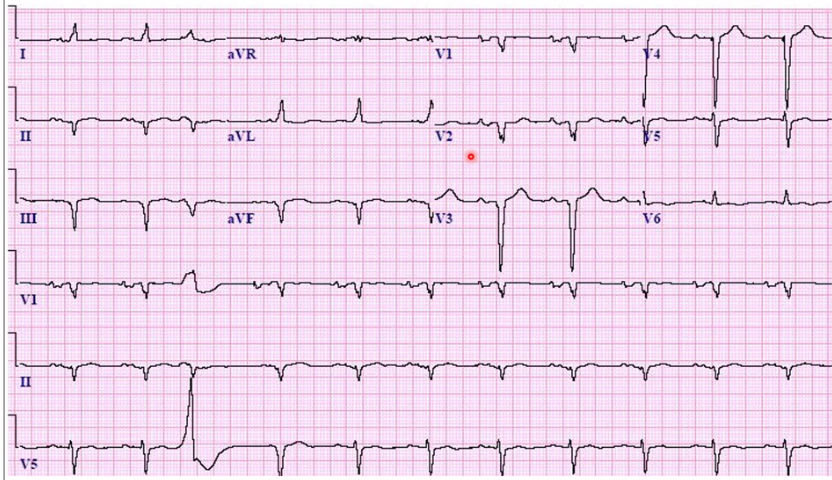 I aVR V1 V4
II aVL V2 V5
III aVF V3 V6
V1
II
V5